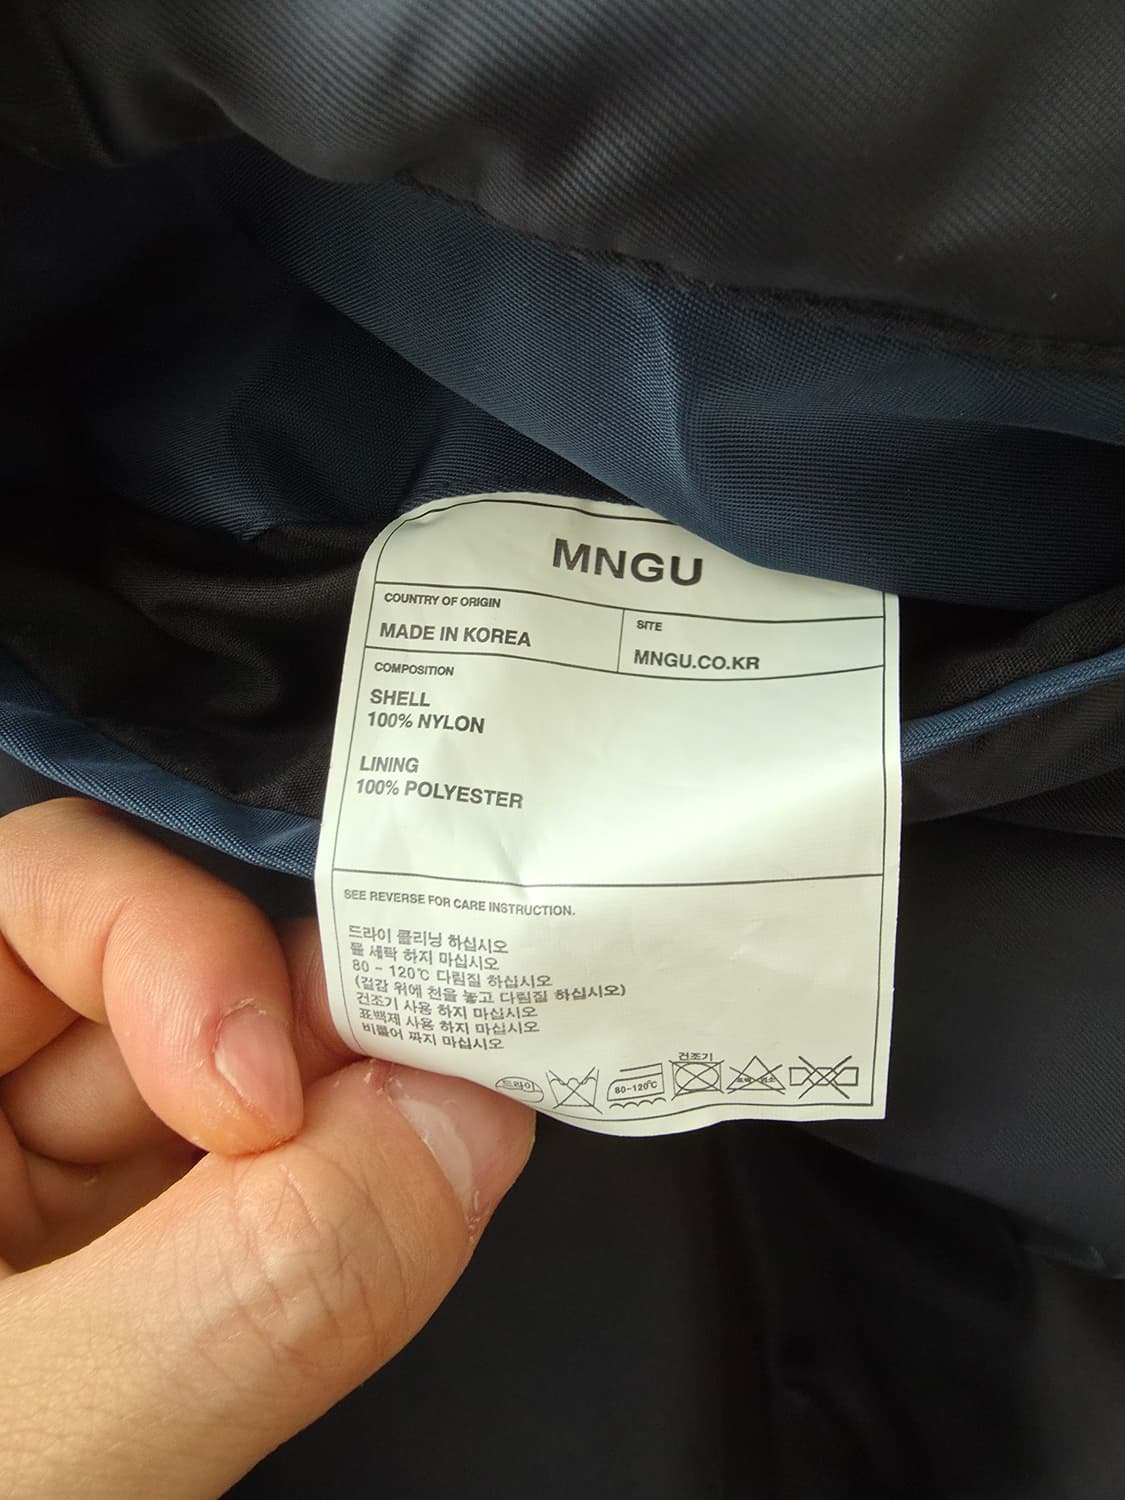 MNGU
COUNTRY OF ORIGIN
MADE IN KOREA
SITE
MNGU.CO.KR
COMPOSITION
SHELL
100% NYLON
LINING
100% POLYESTER
SEE REVERSE FOR CARE INSTRUCTION.
드라이 클리닝 하십시오
물 세탁 하지 마십시오
80 - 120℃ 다림질 하십시오
(겉감 위에 천을 놓고 다림질 하십시오)
건조기 사용 하지 마십시오
표백제 사용 하지 마십시오
비틀어 짜지 마십시오
드라이
80-120℃
건조기